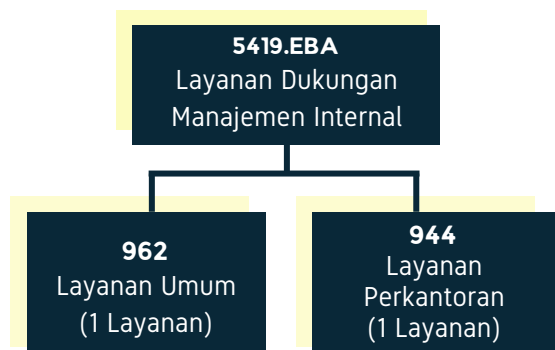 5419.EBA
Layanan Dukungan
Manajemen Internal
962
Layanan Umum
(1 Layanan)
944
Layanan
Perkantoran
(1 Layanan)